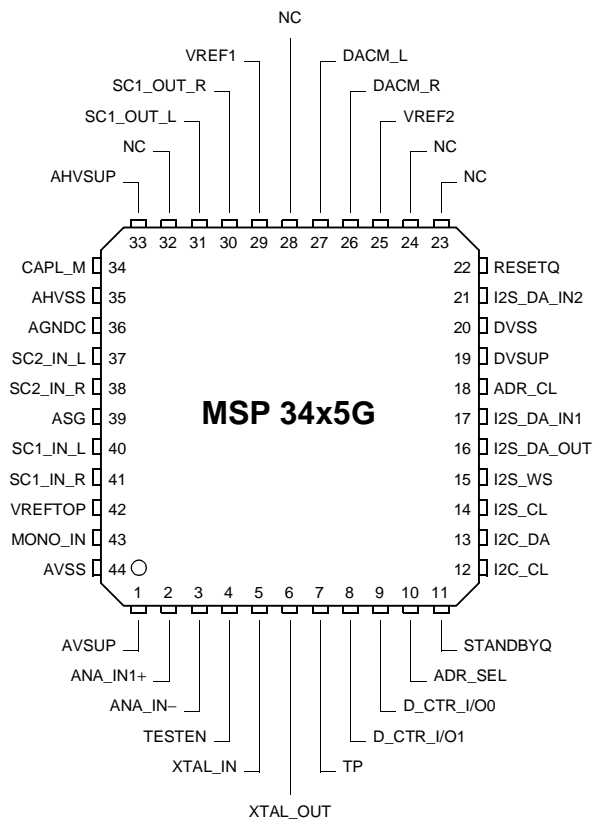 NC
VREF1
DACM_L
SC1_OUT_R
DACM_R
SC1_OUT_L
VREF2
NC
NC
AHVSUP
NC
33 32 31 30 29 28 27 26 25 24 23
CAPL_M 34
22 RESETQ
AHVSS 35
21 I2S_DA_IN2
AGNDC 36
20 DVSS
SC2_IN_L 37
19 DVSUP
SC2_IN_R 38
18 ADR_CL
ASG 39
MSP 34x5G
17 I2S_DA_IN1
SC1_IN_L 40
16 I2S_DA_OUT
SC1_IN_R 41
15 I2S_WS
VREFTOP 42
14 I2S_CL
MONO_IN 43
13 I2C_DA
AVSS 44
12 I2C_CL
1 2 3 4 5 6 7 8 9 10 11
AVSUP
STANDBYQ
ANA_IN1+
ADR_SEL
ANA_IN−
D_CTR_I/O0
TESTEN
D_CTR_I/O1
XTAL_IN
TP
XTAL_OUT